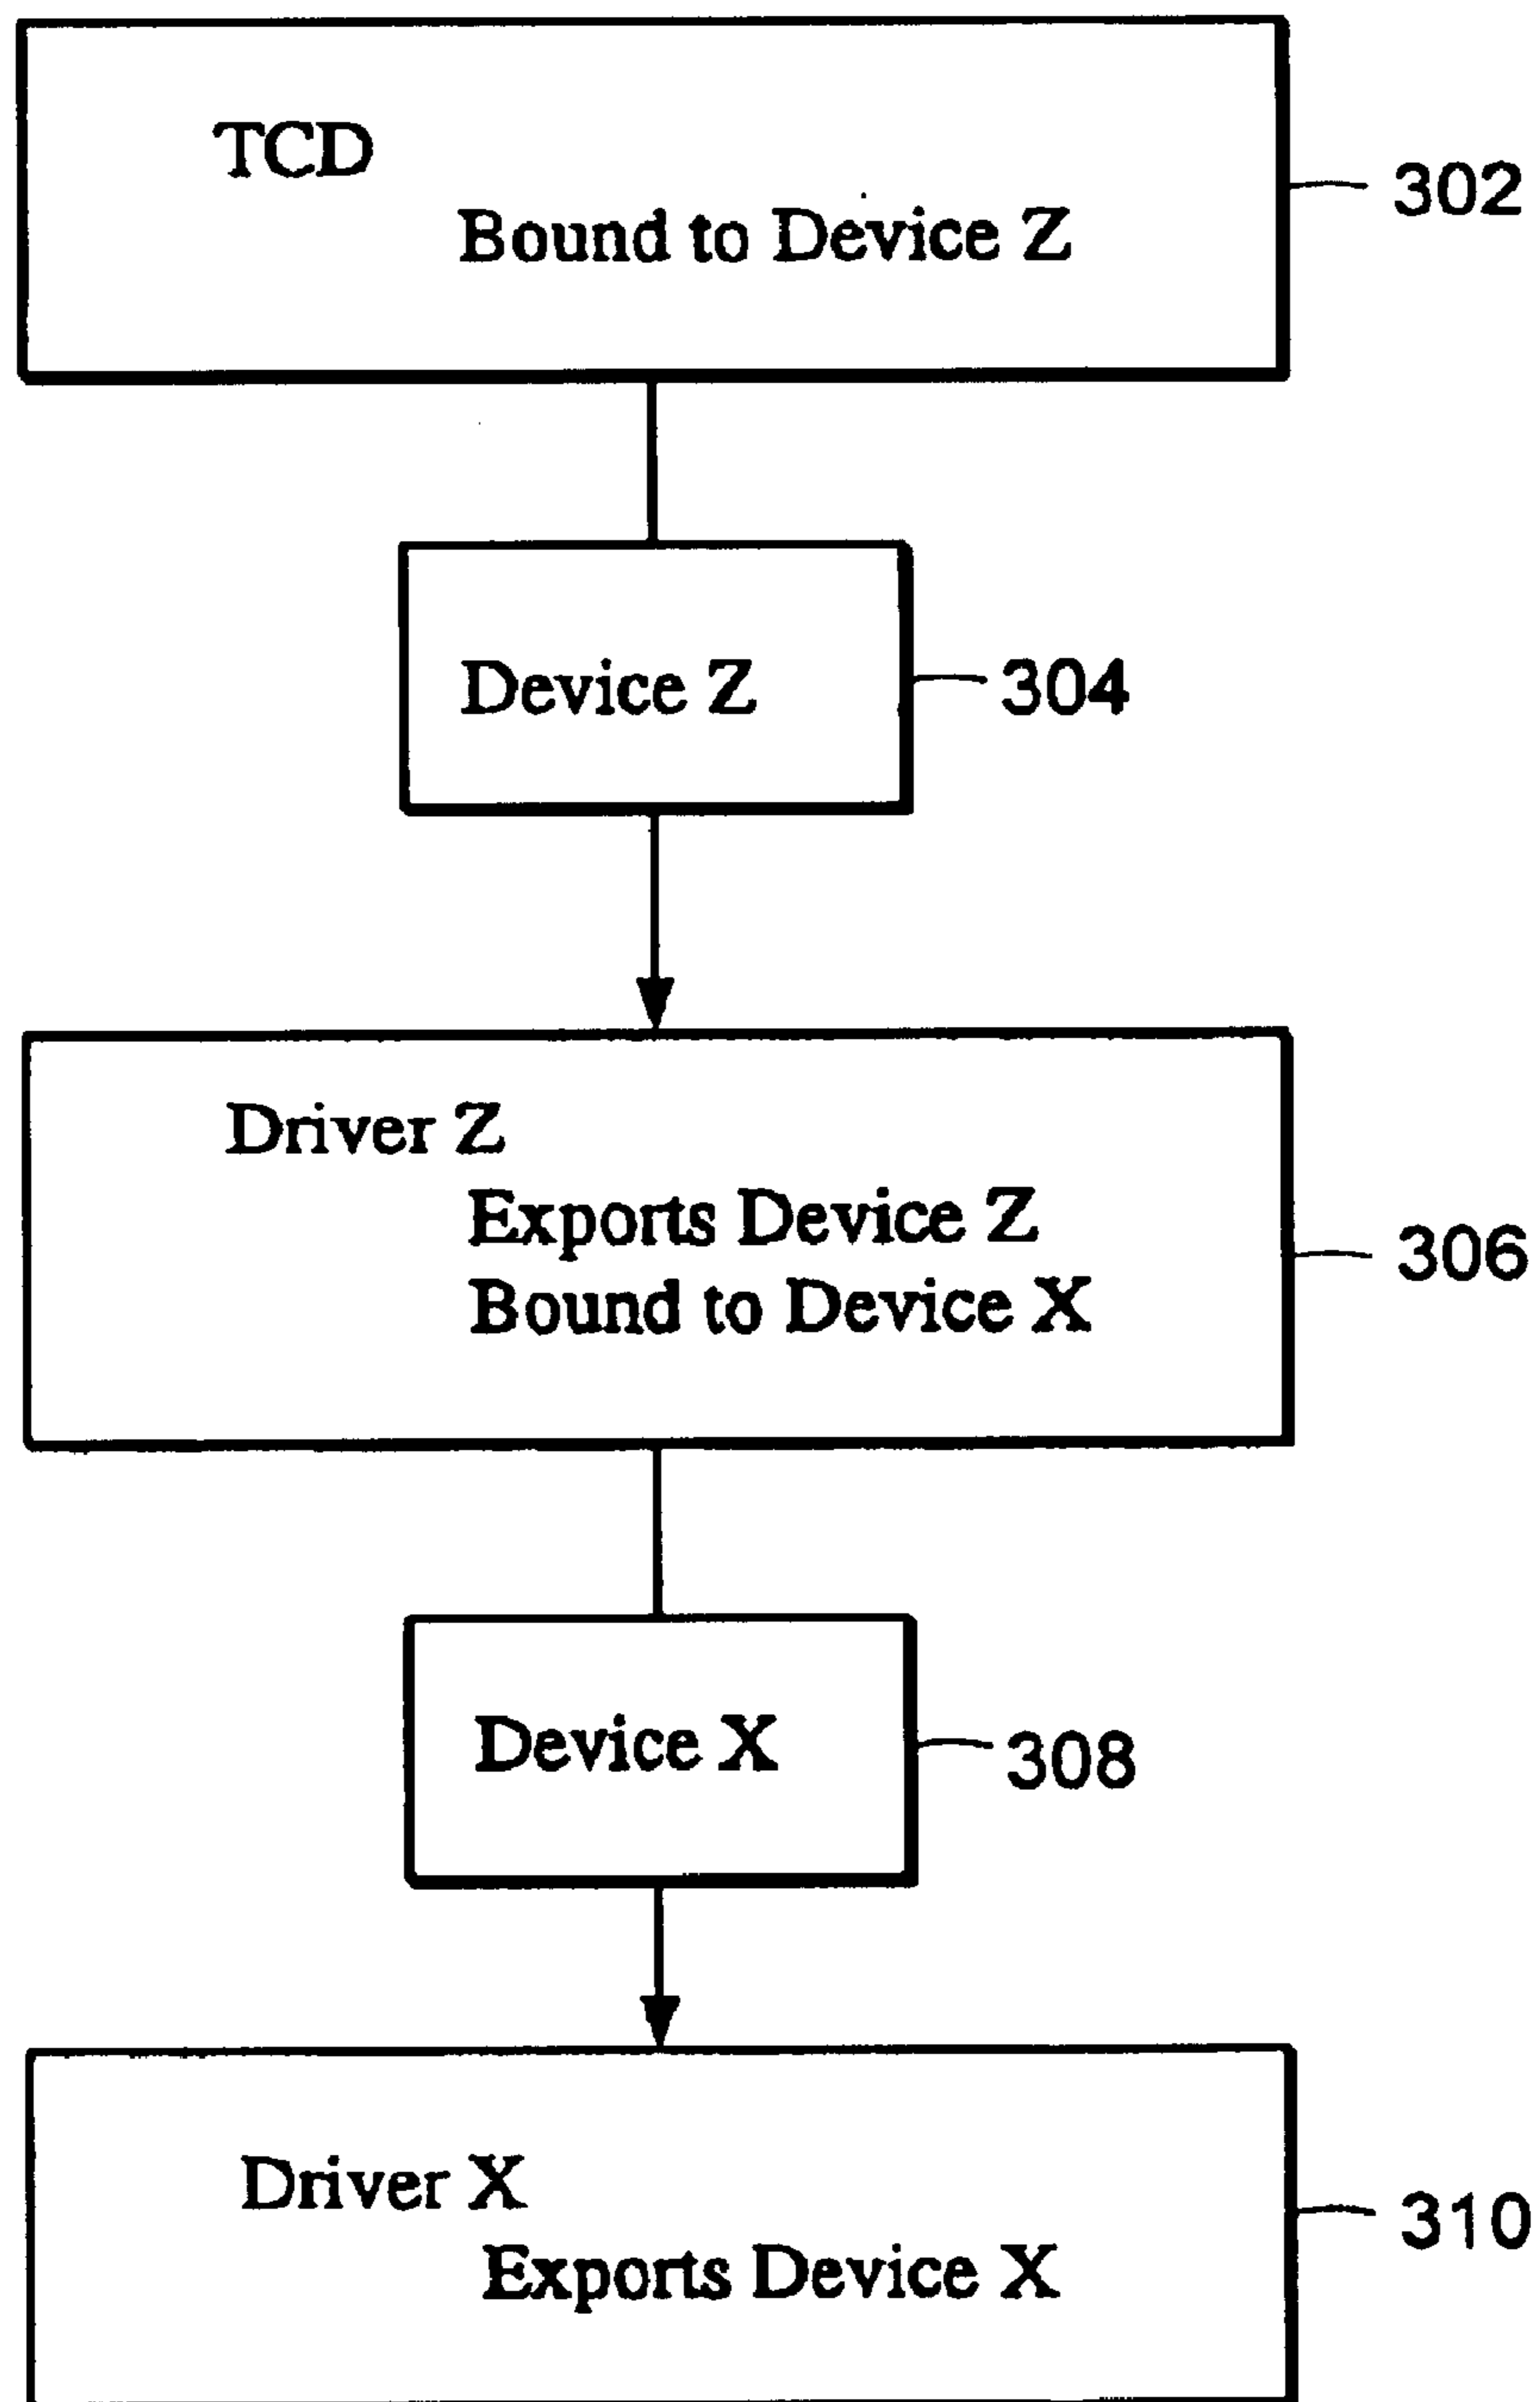 TCD
Bound to Device Z
302
Device Z
304
Driver Z
Exports Device Z
Bound to Device X
306
Device X
308
Driver X
Exports Device X
310